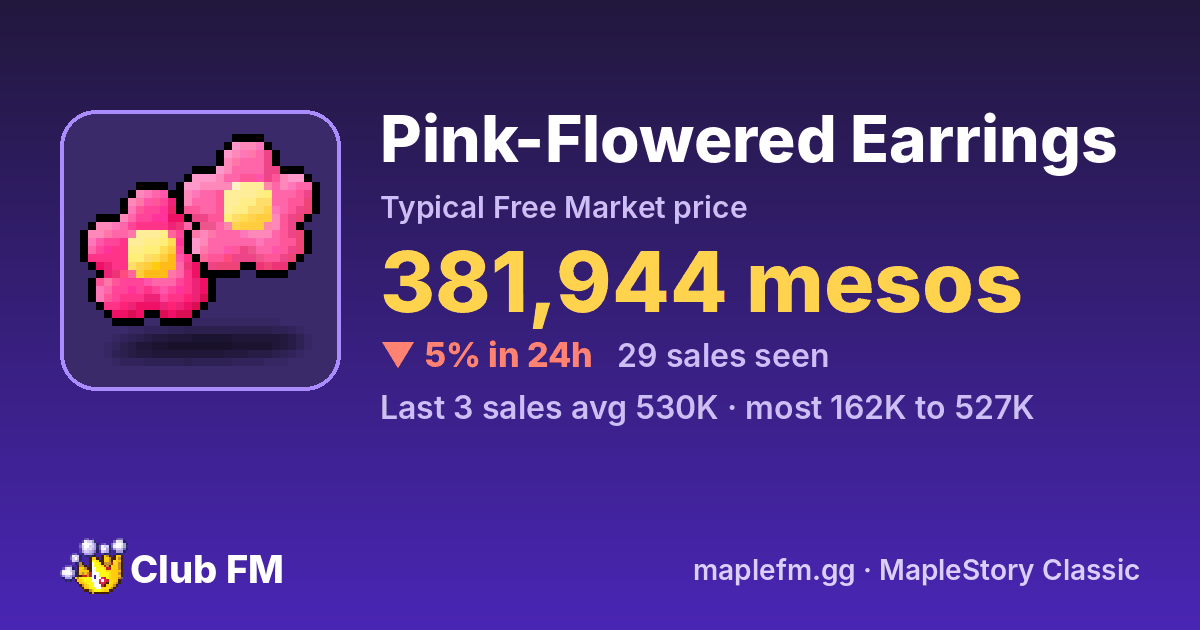 Pink-Flowered Earrings
Typical Free Market price
381,944 mesos
▼ 5% in 24h 29 sales seen
Last 3 sales avg 530K · most 162K to 527K
Club FM
maplefm.gg · MapleStory Classic